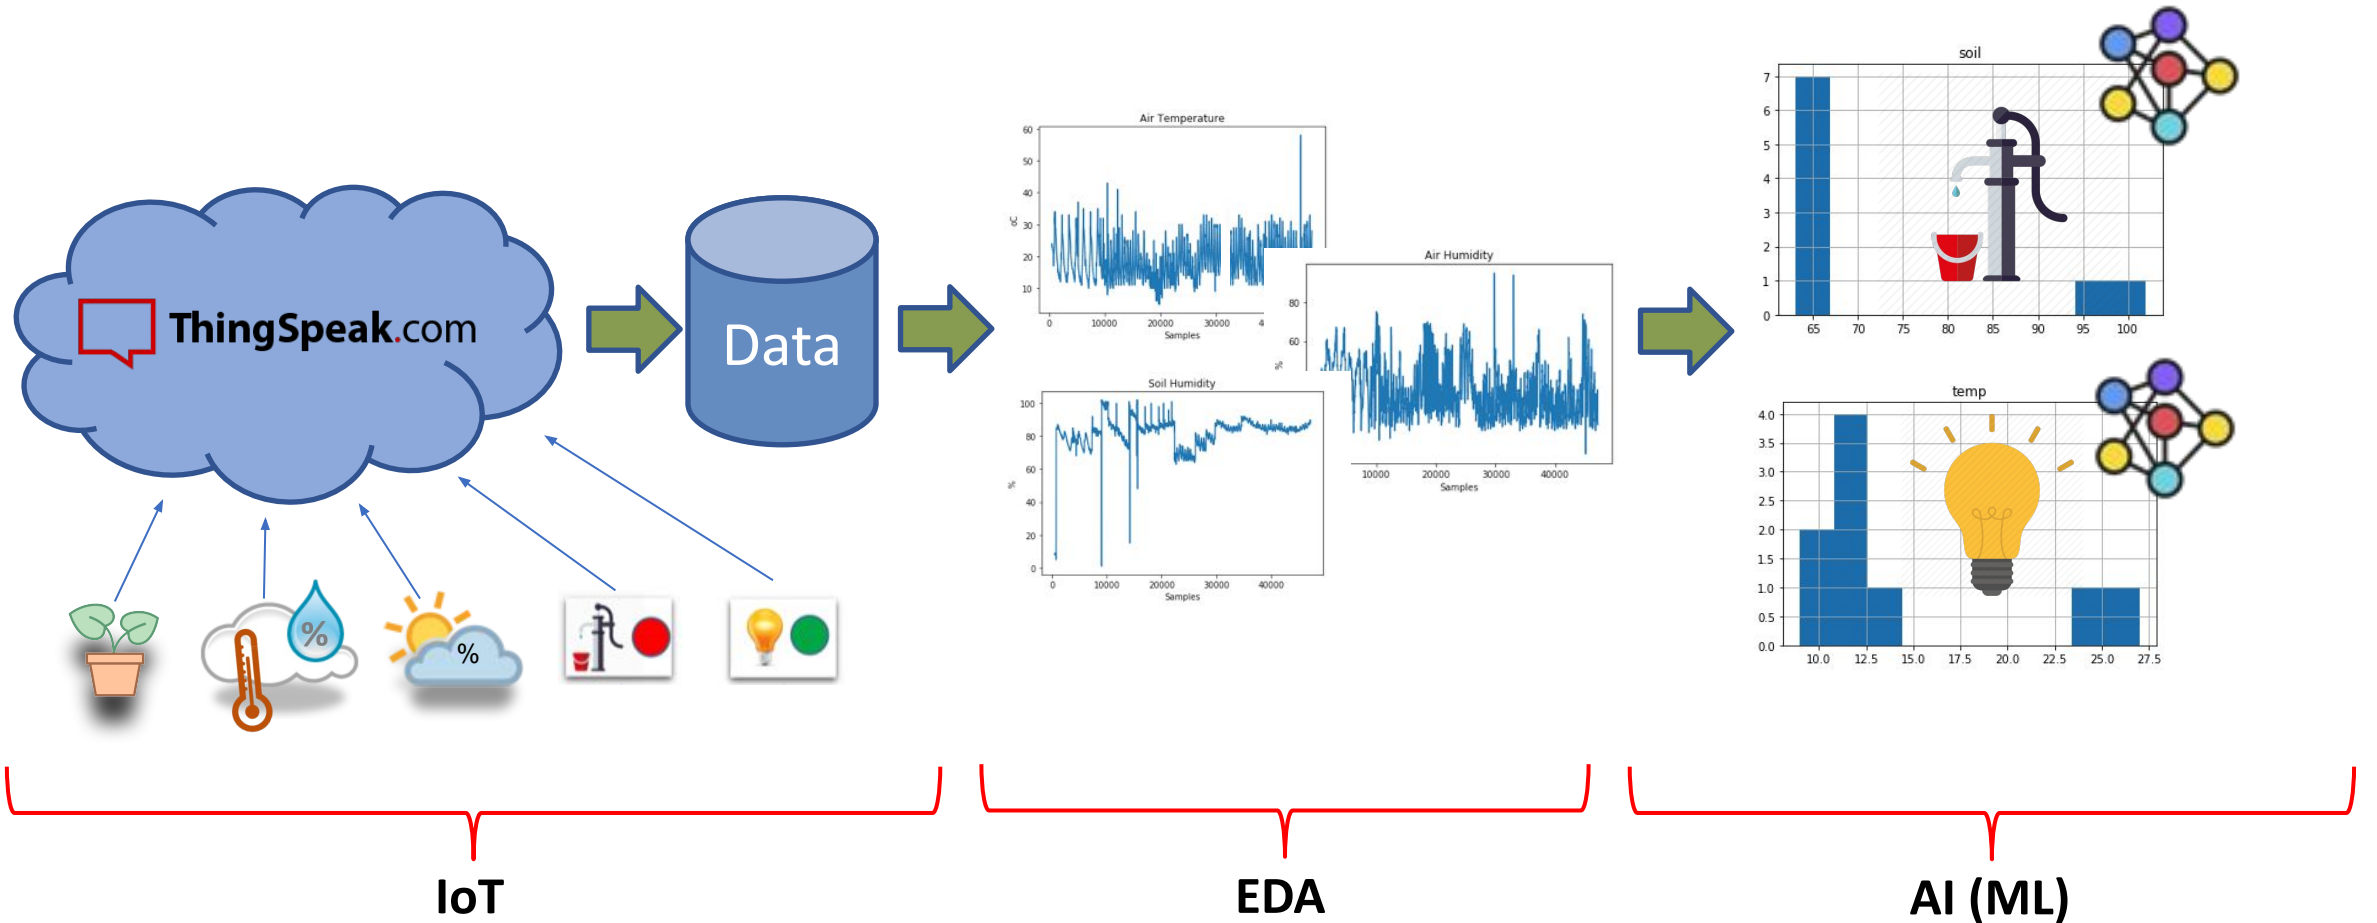 ThingSpeak.com
%
%
Data
Air Temperature
60
50
40
30
20
10
oC
0 10000 20000 30000 4
Samples
Air Humidity
80
60
%
10000 20000 30000 40000
Samples
Soil Humidity
100
80
60
40
20
0
%
0 10000 20000 30000 40000
Samples
soil
7
6
5
4
3
2
1
0
65 70 75 80 85 90 95 100
temp
4.0
3.5
3.0
2.5
2.0
1.5
1.0
0.5
0.0
10.0 12.5 15.0 17.5 20.0 22.5 25.0 27.5
IoT
EDA
AI (ML)